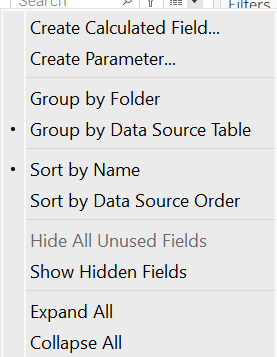 Search
Filters
Create Calculated Field...
Create Parameter...
Group by Folder
Group by Data Source Table
Sort by Name
Sort by Data Source Order
Hide All Unused Fields
Show Hidden Fields
Expand All
Collapse All